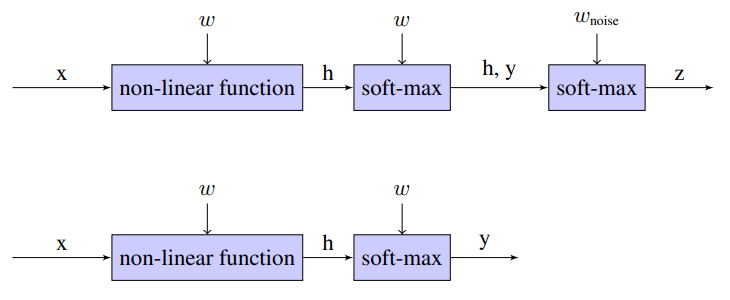 w w w_noise
x non-linear function h soft-max h, y soft-max z
w w
x non-linear function h soft-max y